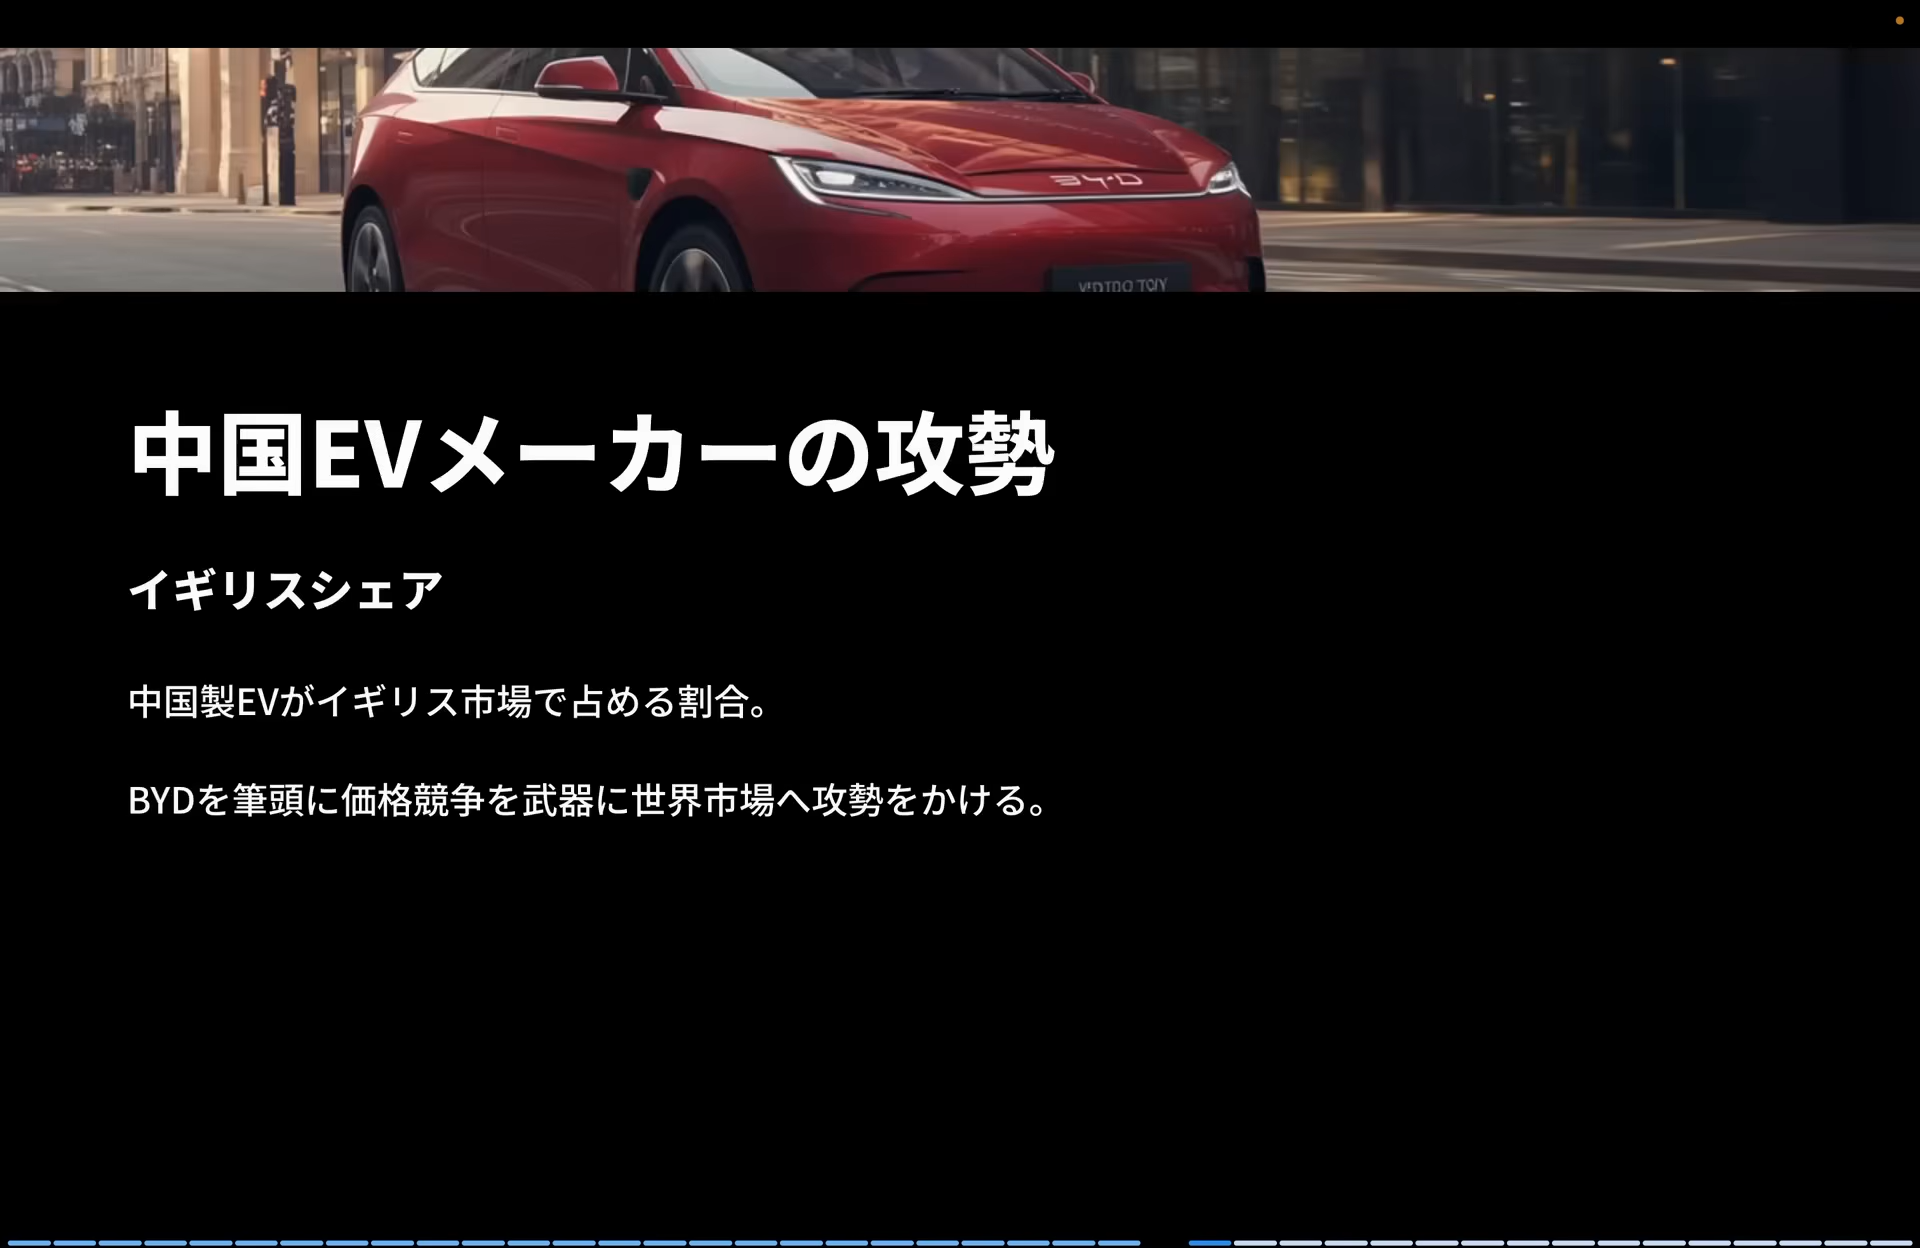 BYD
中国EVメーカーの攻勢
イギリスシェア
中国製EVがイギリス市場で占める割合。
BYDを筆頭に価格競争を武器に世界市場へ攻勢をかける。